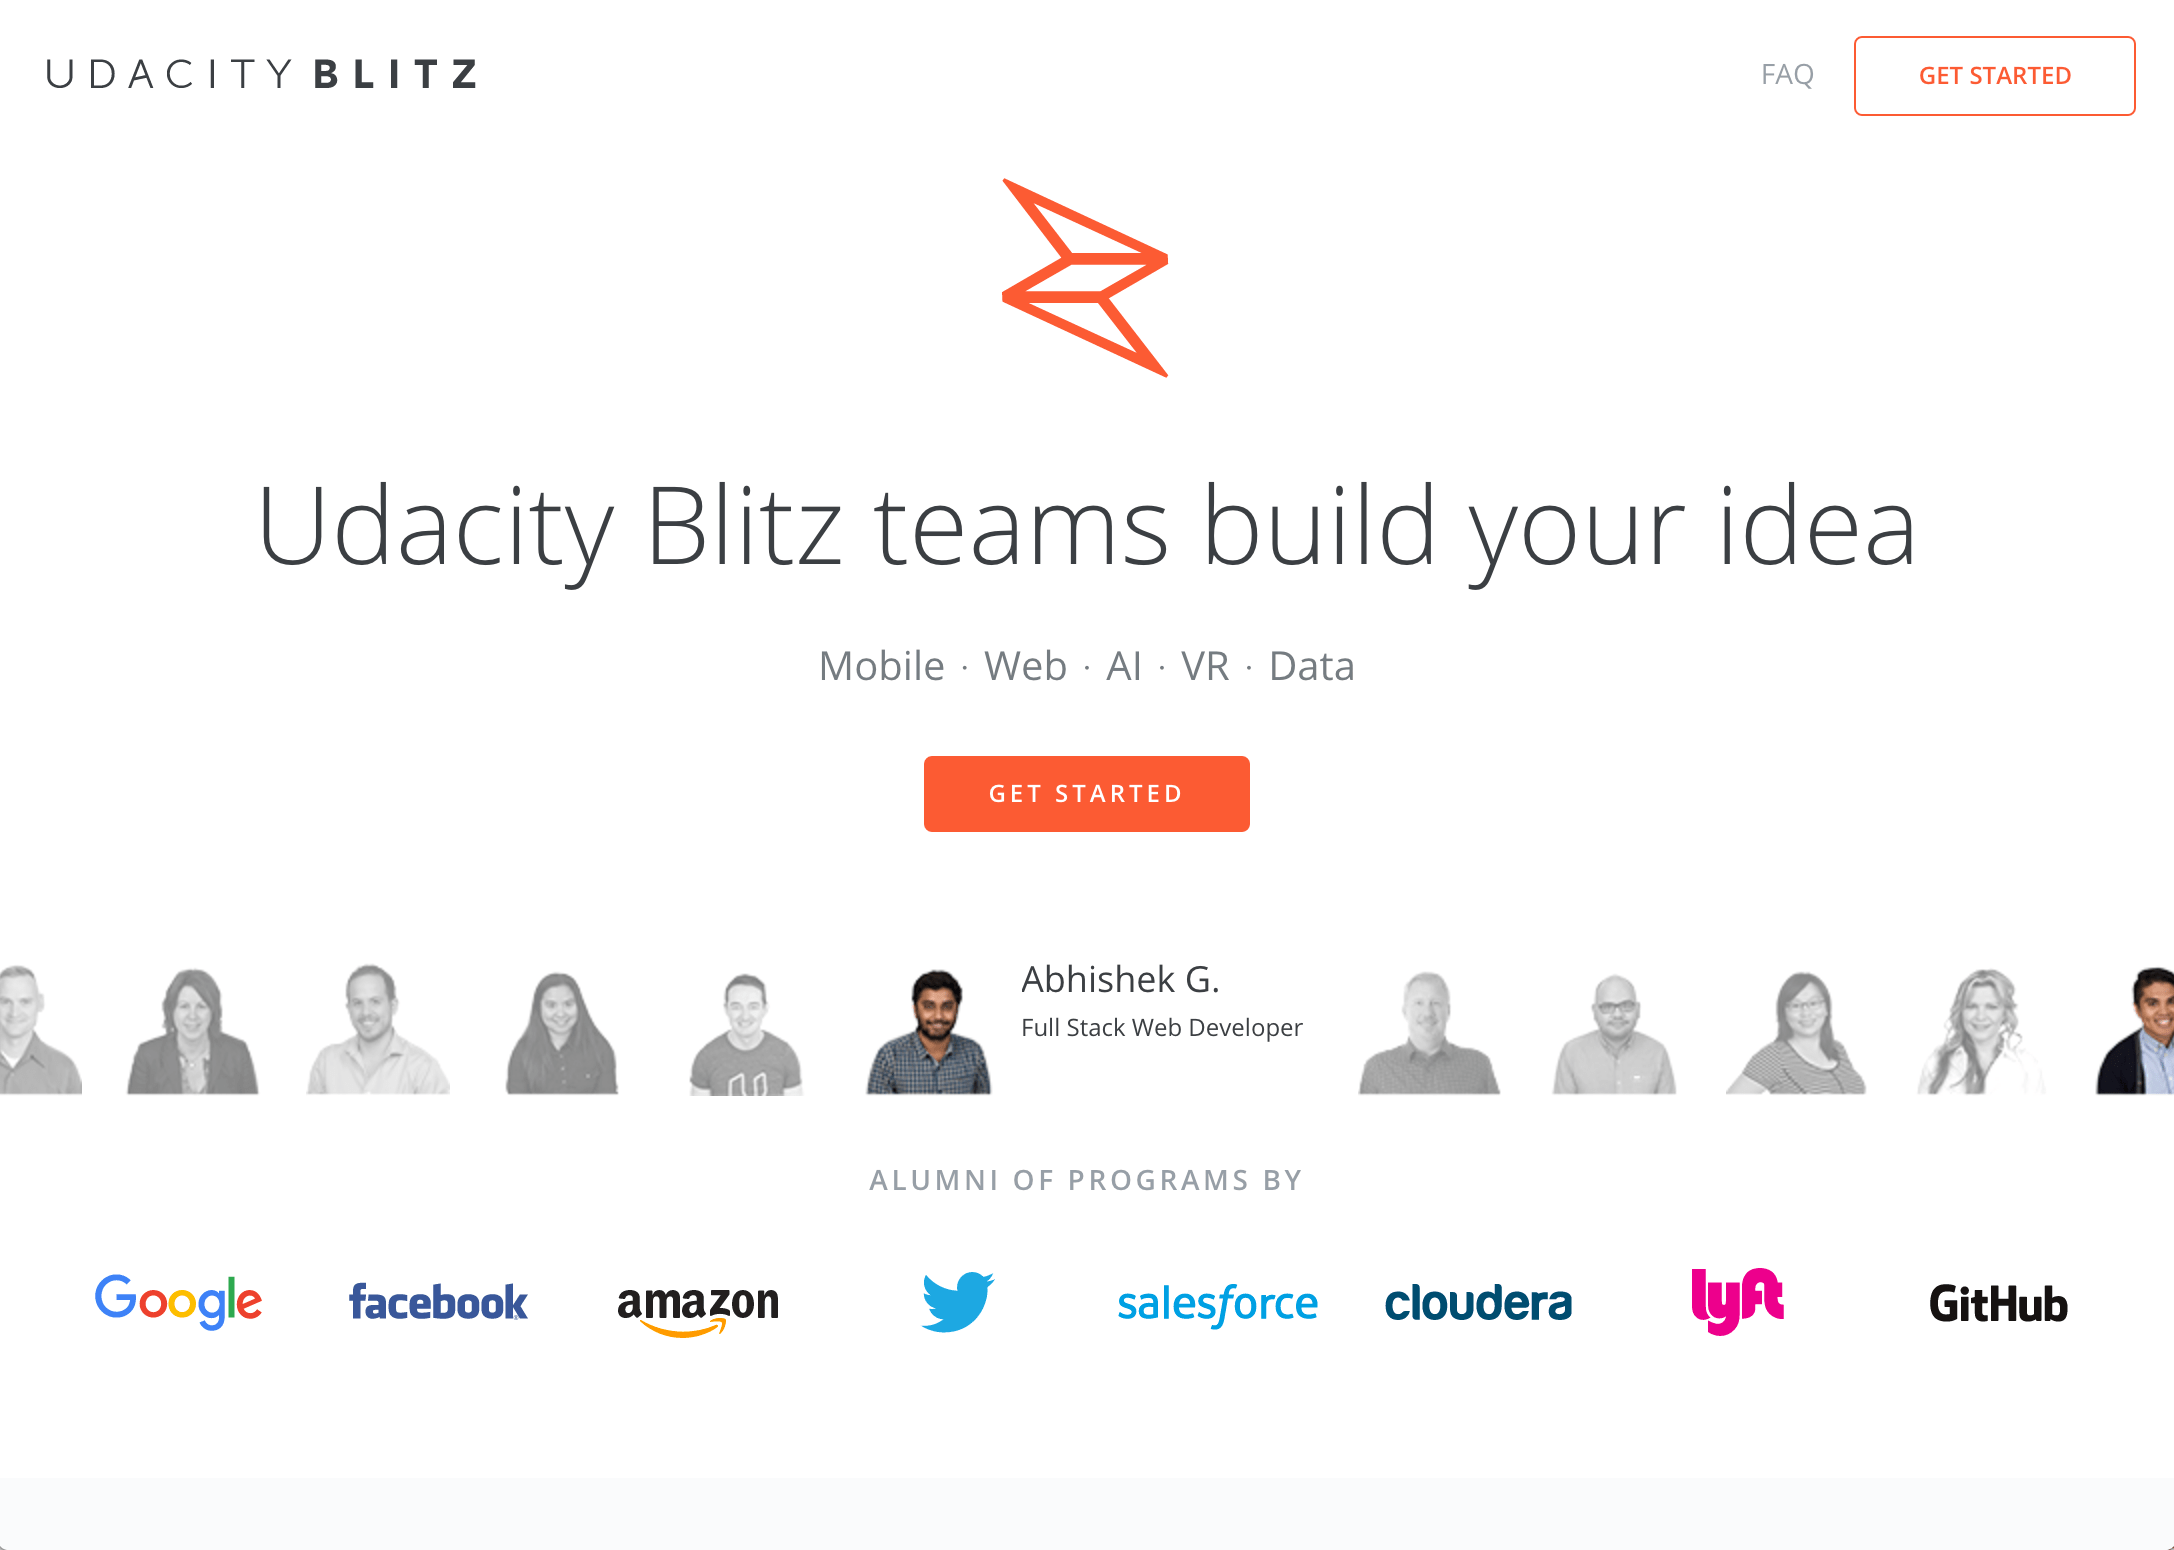 UDACITY BLITZ
FAQ
GET STARTED
Udacity Blitz teams build your idea
Mobile · Web · AI · VR · Data
GET STARTED
Abhishek G.
Full Stack Web Developer
ALUMNI OF PROGRAMS BY
Google facebook amazon salesforce cloudera lyft GitHub